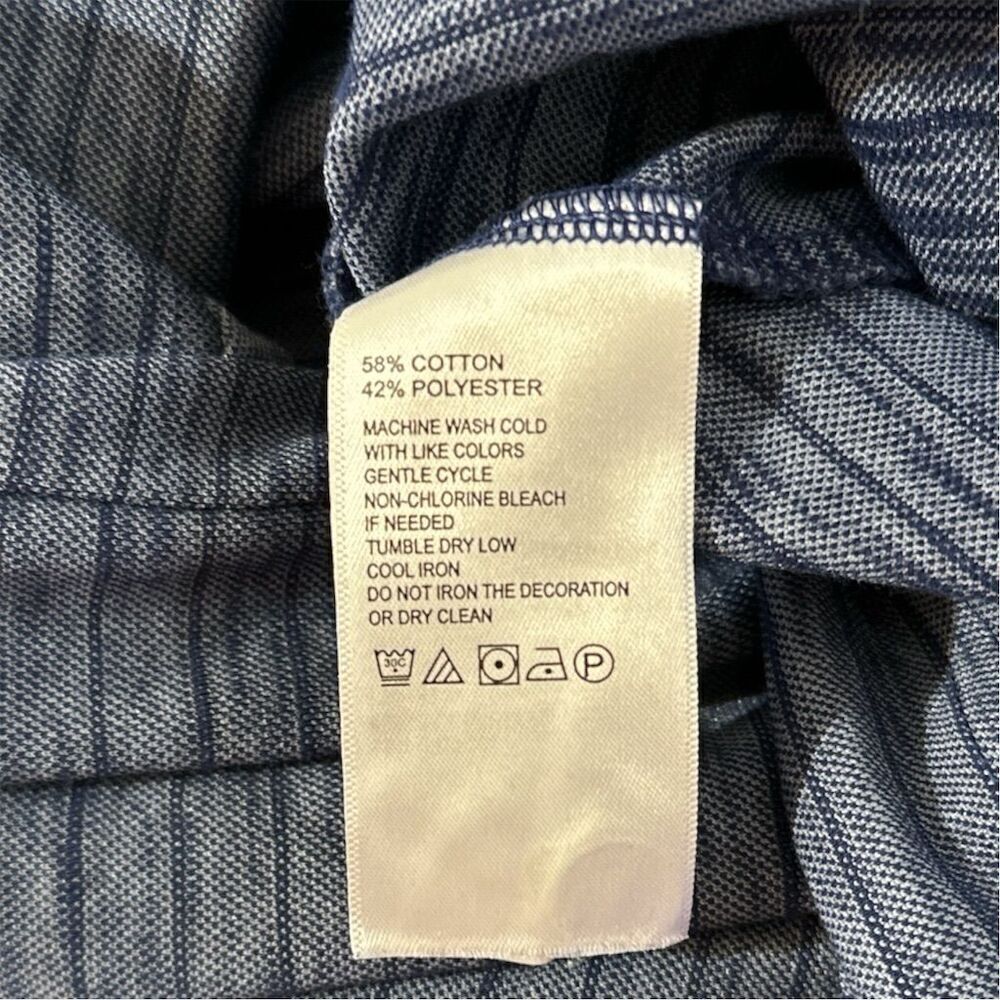 58% COTTON
42% POLYESTER
MACHINE WASH COLD
WITH LIKE COLORS
GENTLE CYCLE
NON-CHLORINE BLEACH
IF NEEDED
TUMBLE DRY LOW
COOL IRON
DO NOT IRON THE DECORATION
OR DRY CLEAN
30C P